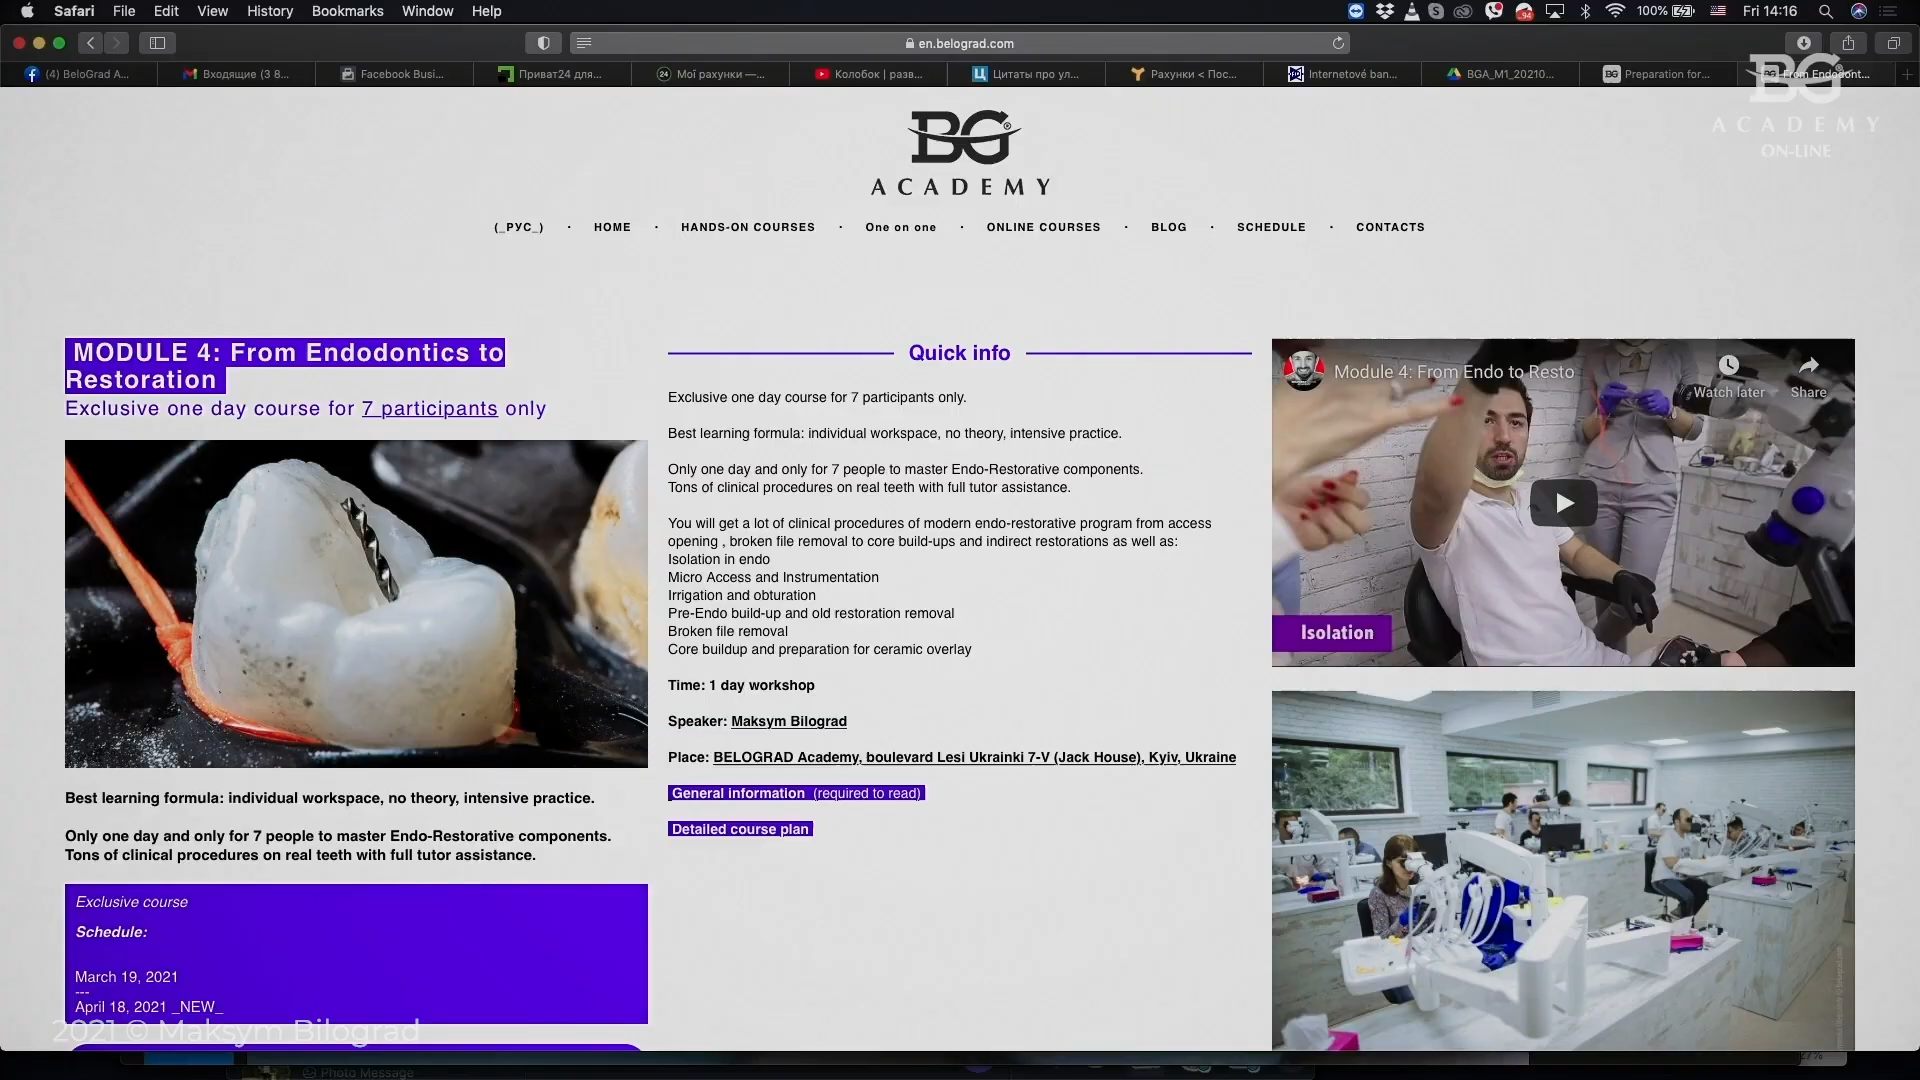 Safari File Edit View History Bookmarks Window Help
94
100%
Fri 14:16
en.belograd.com
(4) BeloGrad A...
Входящие (3 8...
Facebook Busi...
Приват24 для...
24 Мої рахунки —...
Колобок | разв...
Ц Цитаты про ул...
Рахунки < Пос...
Internetové ban...
BGA_M1_20210...
BG Preparation for...
BG From Endodont...
BG
ACADEMY
ON-LINE
BG
ACADEMY
(_РУС_) · HOME · HANDS-ON COURSES · One on one · ONLINE COURSES · BLOG · SCHEDULE · CONTACTS
MODULE 4: From Endodontics to
Restoration
Exclusive one day course for 7 participants only
Best learning formula: individual workspace, no theory, intensive practice.
Only one day and only for 7 people to master Endo-Restorative components.
Tons of clinical procedures on real teeth with full tutor assistance.
Exclusive course
Schedule:
March 19, 2021
---
April 18, 2021 _NEW_
2021 © Maksym Bilograd
Quick info
Exclusive one day course for 7 participants only.
Best learning formula: individual workspace, no theory, intensive practice.
Only one day and only for 7 people to master Endo-Restorative components.
Tons of clinical procedures on real teeth with full tutor assistance.
You will get a lot of clinical procedures of modern endo-restorative program from access
opening , broken file removal to core build-ups and indirect restorations as well as:
Isolation in endo
Micro Access and Instrumentation
Irrigation and obturation
Pre-Endo build-up and old restoration removal
Broken file removal
Core buildup and preparation for ceramic overlay
Time: 1 day workshop
Speaker: Maksym Bilograd
Place: BELOGRAD Academy, boulevard Lesi Ukrainki 7-V (Jack House), Kyiv, Ukraine
General information (required to read)
Detailed course plan
Module 4: From Endo to Resto
Watch later
Share
Isolation
Photo Message